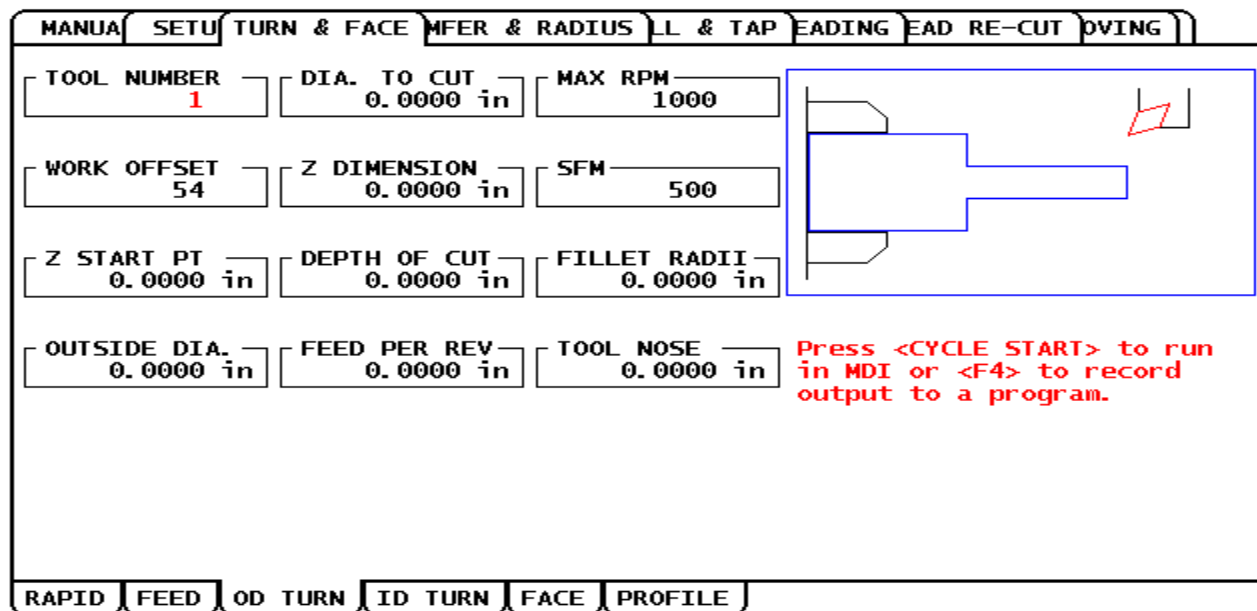 MANUA SETU TURN & FACE MFER & RADIUS LL & TAP EADING EAD RE-CUT OVING
TOOL NUMBER DIA. TO CUT MAX RPM
1 0.0000 in 1000
WORK OFFSET Z DIMENSION SFM
54 0.0000 in 500
Z START PT DEPTH OF CUT FILLET RADII
0.0000 in 0.0000 in 0.0000 in
OUTSIDE DIA. FEED PER REV TOOL NOSE
0.0000 in 0.0000 in 0.0000 in
Press <CYCLE START> to run
in MDI or <F4> to record
output to a program.
RAPID FEED OD TURN ID TURN FACE PROFILE